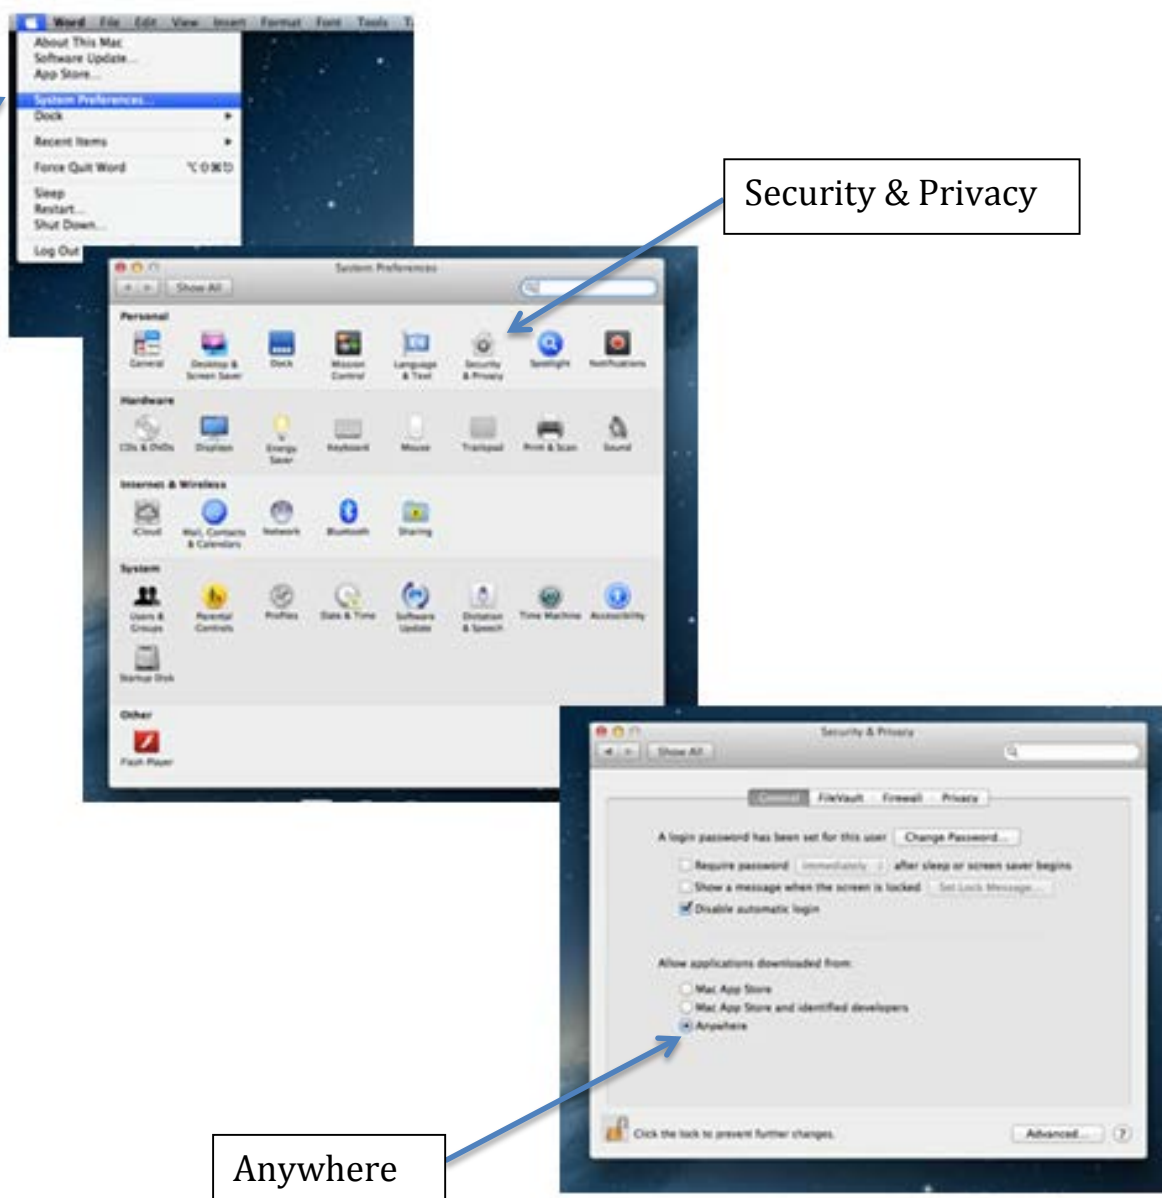 Word File Edit View Insert Format Font Tools
About This Mac
Software Update...
App Store...
System Preferences...
Dock
Recent Items
Force Quit Word ⌥⇧⌘⎋
Sleep
Restart...
Shut Down...
Log Out
Security & Privacy
System Preferences
Show All
Personal
General
Desktop &
Screen Saver
Dock
Mission
Control
Language
& Text
Security
& Privacy
Spotlight
Notifications
Hardware
CDs & DVDs
Displays
Energy
Saver
Keyboard
Mouse
Trackpad
Print & Scan
Sound
Internet & Wireless
iCloud
Mail, Contacts
& Calendars
Network
Bluetooth
Sharing
System
Users &
Groups
Parental
Controls
Profiles
Date & Time
Software
Update
Dictation
& Speech
Time Machine
Accessibility
Startup Disk
Other
Flash Player
Security & Privacy
Show All
General FileVault Firewall Privacy
A login password has been set for this user Change Password...
Require password immediately after sleep or screen saver begins
Show a message when the screen is locked Set Lock Message...
Disable automatic login
Allow applications downloaded from:
Mac App Store
Mac App Store and identified developers
Anywhere
Click the lock to prevent further changes.
Advanced... ?
Anywhere